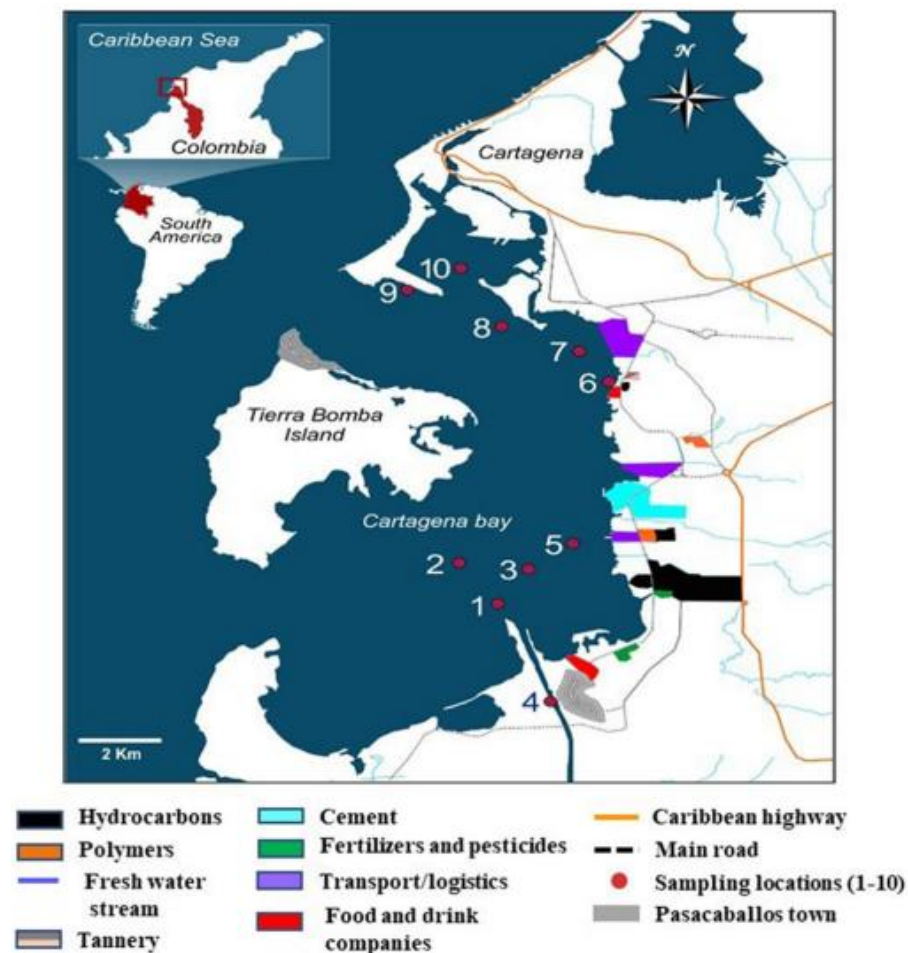 Caribbean Sea
Colombia
South
America
N
Cartagena
10
9
8
7
6
Tierra Bomba
Island
Cartagena bay
5
2
3
1
4
2 Km
Hydrocarbons
Polymers
Fresh water
stream
Tannery
Cement
Fertilizers and pesticides
Transport/logistics
Food and drink
companies
Caribbean highway
Main road
Sampling locations (1-10)
Pasacaballos town